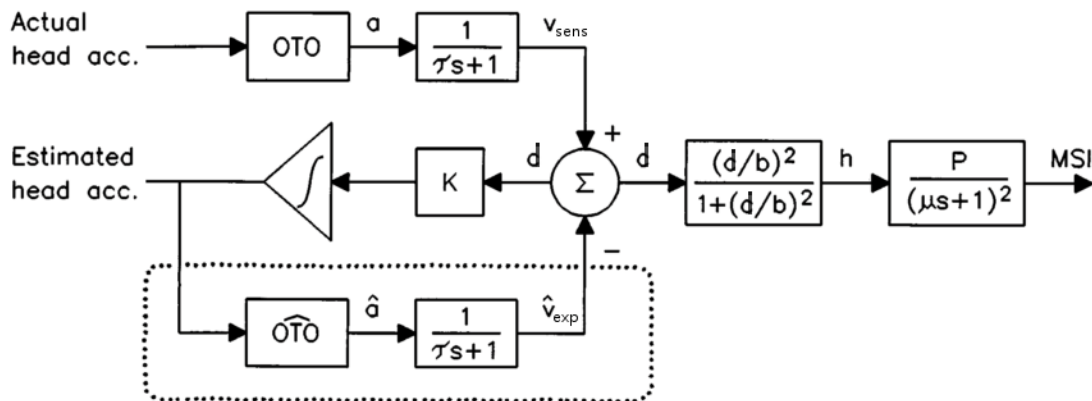 Actual
head acc.
OTO
a
1
τs+1
v_sens
+
Estimated
head acc.
∫
K
d
Σ
d
(d/b)²
1+(d/b)²
h
P
(μs+1)²
MSI
−
O͡TO
â
1
τs+1
v̂_exp